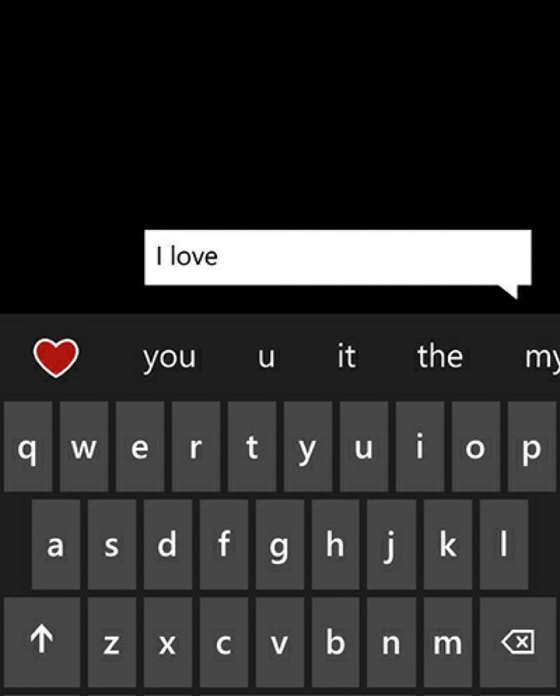 I love
you u it the my
q w e r t y u i o p
a s d f g h j k l
z x c v b n m